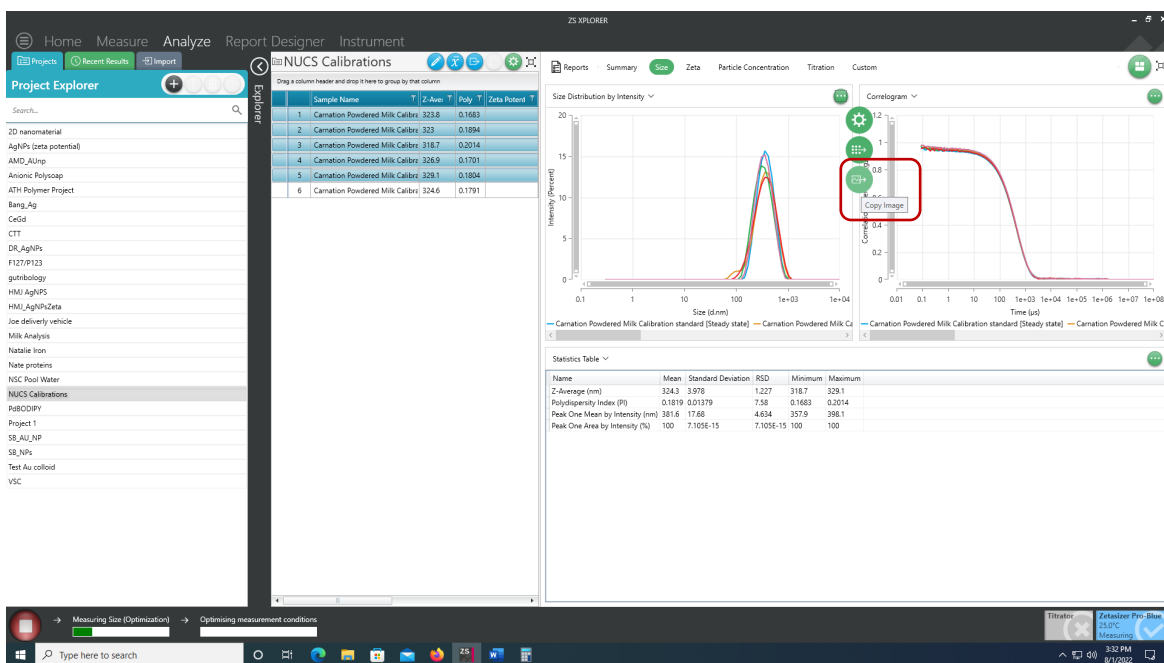 ZS XPLORER
Home Measure Analyze Report Designer Instrument
Projects Recent Results Import
Project Explorer
Search...
2D nanomaterial
AgNPs (zeta potential)
AMD_AUnp
Anionic Polysoap
ATH Polymer Project
Bang_Ag
CeGd
CTT
DR_AgNPs
F127/P123
gutribology
HMJ AgNPS
HMJ_AgNPsZeta
Joe deliverly vehicle
Milk Analysis
Natalie Iron
Nate proteins
NSC Pool Water
NUCS Calibrations
PdBODIPY
Project 1
SB_AU_NP
SB_NPs
Test Au colloid
VSC
Explorer
NUCS Calibrations
Drag a column header and drop it here to group by that column
Sample Name Z-Aver Poly Zeta Potent
1 Carnation Powdered Milk Calibra 323.8 0.1683
2 Carnation Powdered Milk Calibra 323 0.1894
3 Carnation Powdered Milk Calibra 318.7 0.2014
4 Carnation Powdered Milk Calibra 326.9 0.1701
5 Carnation Powdered Milk Calibra 329.1 0.1804
6 Carnation Powdered Milk Calibra 324.6 0.1791
Reports Summary Size Zeta Particle Concentration Titration Custom
Size Distribution by Intensity
Intensity (Percent)
20
15
10
5
0
0.1 1 10 100 1e+03 1e+04
Size (d.nm)
Carnation Powdered Milk Calibration standard [Steady state] Carnation Powdered Milk Ca
Copy Image
Correlogram
1.2
1
0.8
0.4
0.2
0
0.01 0.1 1 10 100 1e+03 1e+04 1e+05 1e+06 1e+07 1e+08
Time (µs)
Carnation Powdered Milk Calibration standard [Steady state] Carnation Powdered Milk C
Statistics Table
Name Mean Standard Deviation RSD Minimum Maximum
Z-Average (nm) 324.3 3.978 1.227 318.7 329.1
Polydispersity Index (PI) 0.1819 0.01379 7.58 0.1683 0.2014
Peak One Mean by Intensity (nm) 381.6 17.68 4.634 357.9 398.1
Peak One Area by Intensity (%) 100 7.105E-15 7.105E-15 100 100
Measuring Size (Optimization) Optimising measurement conditions
Titrator
Zetasizer Pro-Blue
25.0°C
Measuring
Type here to search
ZS
3:32 PM
8/1/2022